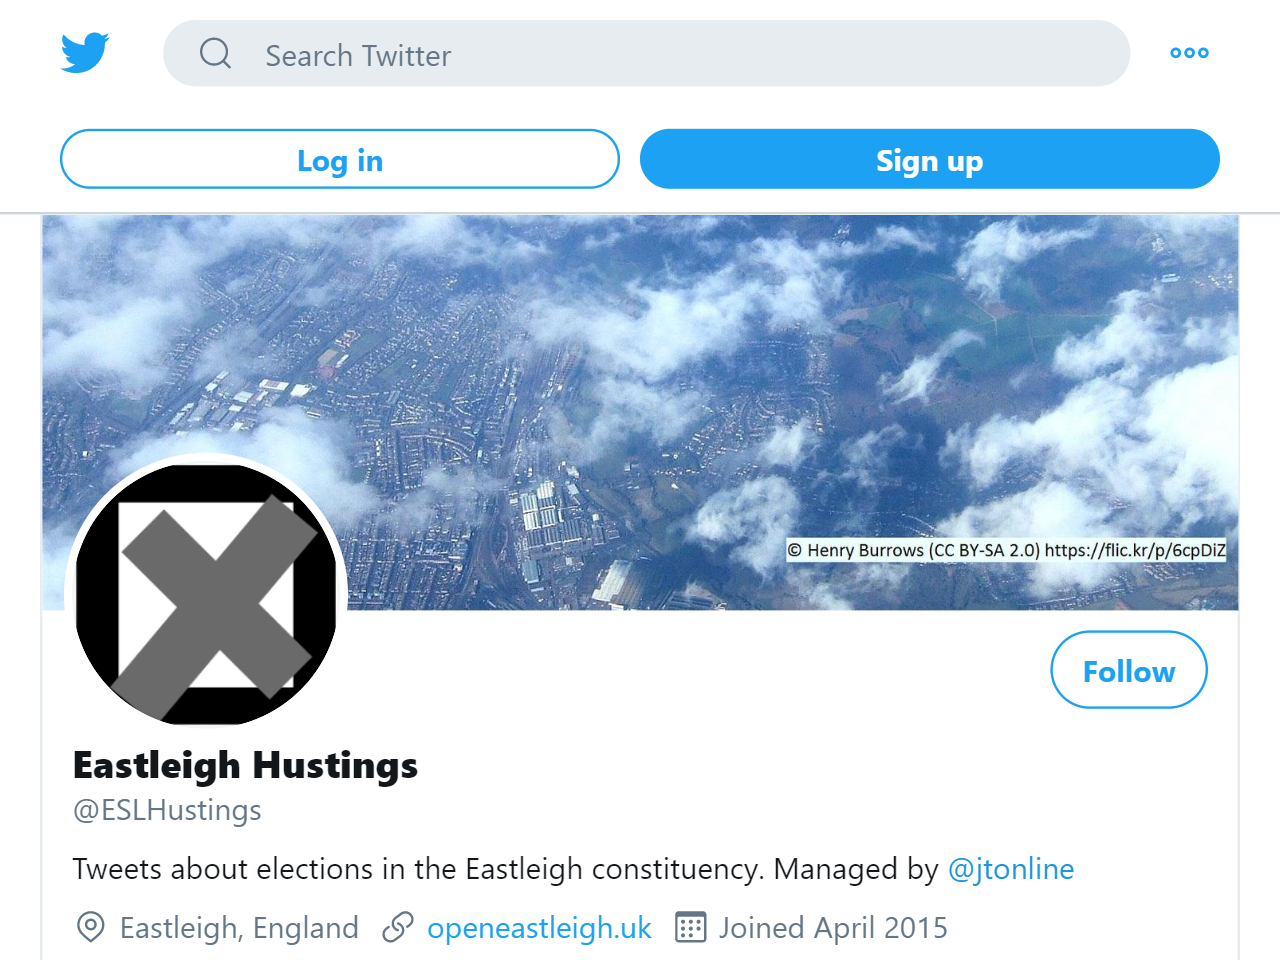 Search Twitter
Log in
Sign up
© Henry Burrows (CC BY-SA 2.0) https://flic.kr/p/6cpDiZ
Follow
Eastleigh Hustings
@ESLHustings
Tweets about elections in the Eastleigh constituency. Managed by @jtonline
Eastleigh, England openeastleigh.uk Joined April 2015